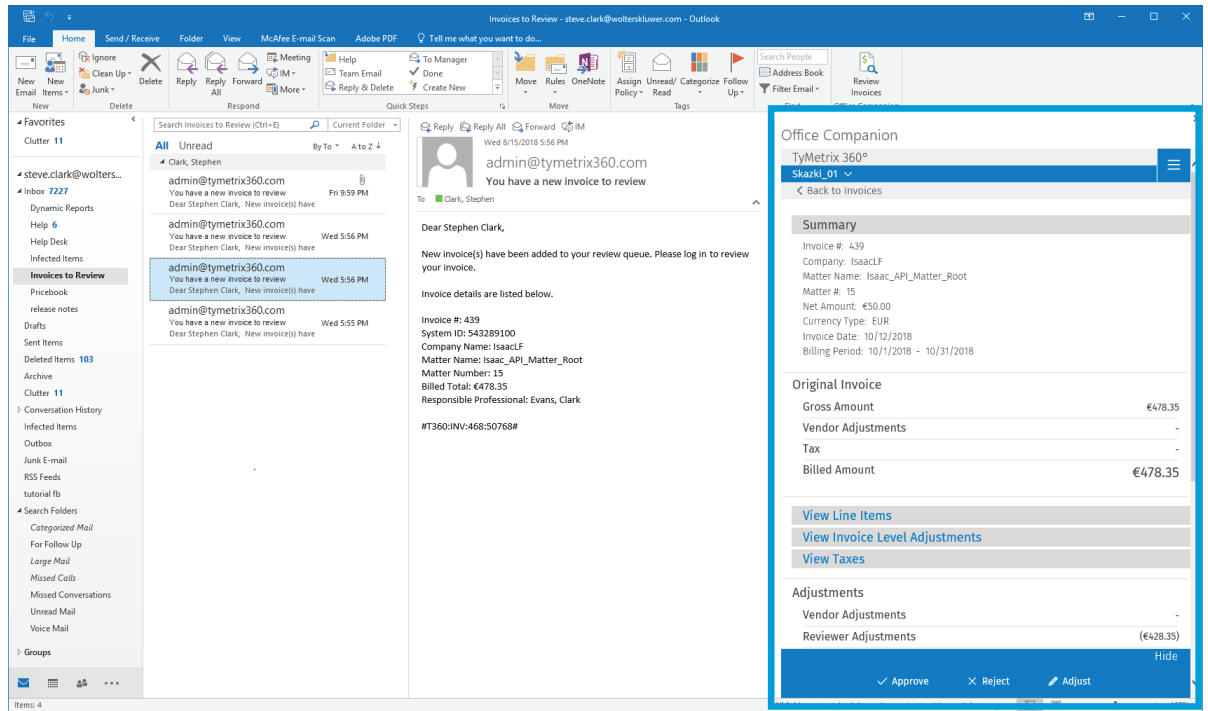 Invoices to Review - steve.clark@wolterskluwer.com - Outlook
File Home Send / Receive Folder View McAfee E-mail Scan Adobe PDF Tell me what you want to do...
New Email
New Items
New
Ignore
Clean Up
Junk
Delete
Delete
Reply
Reply All
Forward
Meeting
IM
More
Respond
Help
Team Email
Reply & Delete
To Manager
Done
Create New
Quick Steps
Move
Rules
OneNote
Move
Assign Policy
Unread/ Read
Categorize
Follow Up
Tags
Search People
Address Book
Filter Email
Find
Review Invoices
Office Companion
Favorites
Clutter 11
steve.clark@wolters...
Inbox 7227
Dynamic Reports
Help 6
Help Desk
Infected Items
Invoices to Review
Pricebook
release notes
Drafts
Sent Items
Deleted Items 103
Archive
Clutter 11
Conversation History
Infected Items
Outbox
Junk E-mail
RSS Feeds
tutorial fb
Search Folders
Categorized Mail
For Follow Up
Large Mail
Missed Calls
Missed Conversations
Unread Mail
Voice Mail
Groups
Items: 4
Search Invoices to Review (Ctrl+E) Current Folder
All Unread By To A to Z
Clark, Stephen
admin@tymetrix360.com
You have a new invoice to review Fri 9:59 PM
Dear Stephen Clark, New invoice(s) have
admin@tymetrix360.com
You have a new invoice to review Wed 5:56 PM
Dear Stephen Clark, New invoice(s) have
admin@tymetrix360.com
You have a new invoice to review Wed 5:56 PM
Dear Stephen Clark, New invoice(s) have
admin@tymetrix360.com
You have a new invoice to review Wed 5:55 PM
Dear Stephen Clark, New invoice(s) have
Reply Reply All Forward IM
Wed 8/15/2018 5:56 PM
admin@tymetrix360.com
You have a new invoice to review
To Clark, Stephen
Dear Stephen Clark,
New invoice(s) have been added to your review queue. Please log in to review
your invoice.
Invoice details are listed below.
Invoice #: 439
System ID: 543289100
Company Name: IsaacLF
Matter Name: Isaac_API_Matter_Root
Matter Number: 15
Billed Total: €478.35
Responsible Professional: Evans, Clark
#T360:INV:468:50768#
Office Companion
TyMetrix 360°
Skazki_01
Back to Invoices
Summary
Invoice #: 439
Company: IsaacLF
Matter Name: Isaac_API_Matter_Root
Matter #: 15
Net Amount: €50.00
Currency Type: EUR
Invoice Date: 10/12/2018
Billing Period: 10/1/2018 - 10/31/2018
Original Invoice
Gross Amount €478.35
Vendor Adjustments -
Tax -
Billed Amount €478.35
View Line Items
View Invoice Level Adjustments
View Taxes
Adjustments
Vendor Adjustments -
Reviewer Adjustments (€428.35)
Hide
Approve Reject Adjust